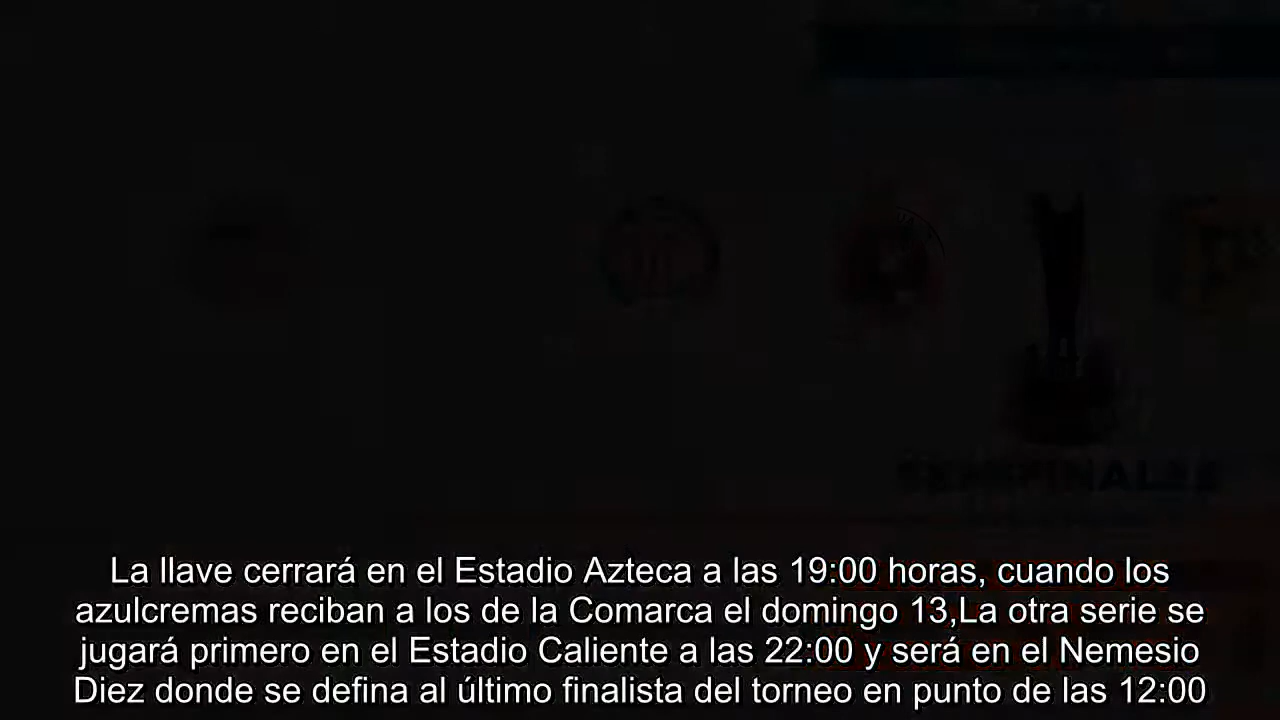 SEMIFINALES
La llave cerrará en el Estadio Azteca a las 19:00 horas, cuando los
azulcremas reciban a los de la Comarca el domingo 13,La otra serie se
jugará primero en el Estadio Caliente a las 22:00 y será en el Nemesio
Diez donde se defina al último finalista del torneo en punto de las 12:00